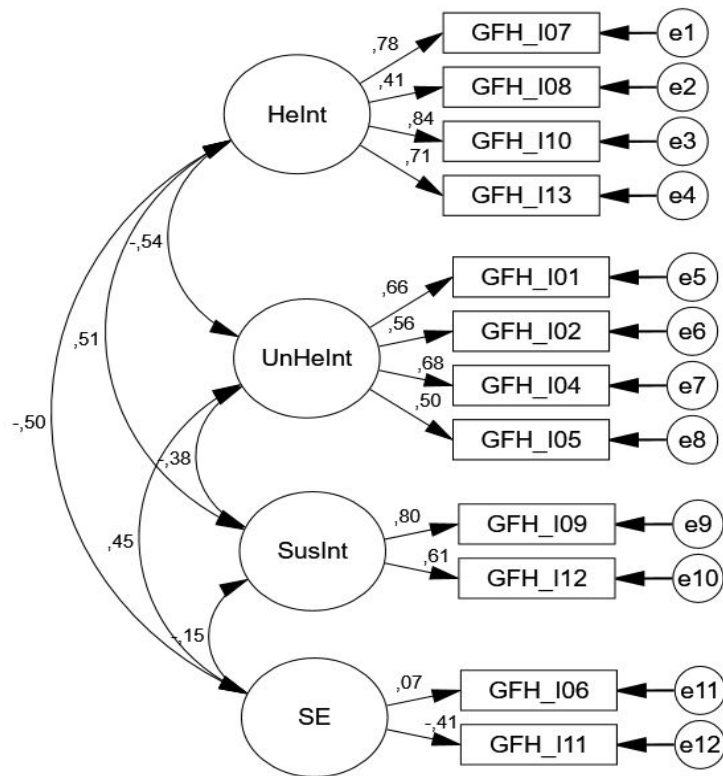 ,78
GFH_I07
e1
,41
GFH_I08
e2
HeInt
,84
GFH_I10
e3
,71
GFH_I13
e4
-,54
,66
GFH_I01
e5
,56
GFH_I02
e6
,51
UnHeInt
,68
GFH_I04
e7
,50
GFH_I05
e8
-,50
-,38
,80
GFH_I09
e9
,45
SusInt
,61
GFH_I12
e10
-,15
,07
GFH_I06
e11
SE
-,41
GFH_I11
e12